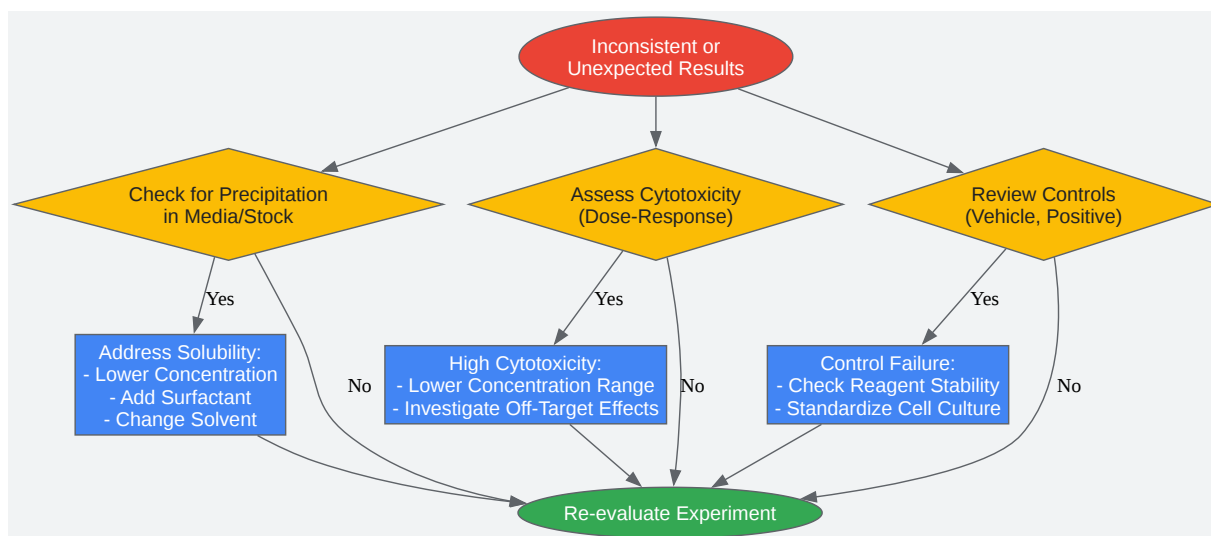 Inconsistent or
Unexpected Results
Check for Precipitation
in Media/Stock
Assess Cytotoxicity
(Dose-Response)
Review Controls
(Vehicle, Positive)
Yes
Yes
Yes
Address Solubility:
- Lower Concentration
- Add Surfactant
- Change Solvent
No
High Cytotoxicity:
- Lower Concentration Range
- Investigate Off-Target Effects
No
Control Failure:
- Check Reagent Stability
- Standardize Cell Culture
No
Re-evaluate Experiment